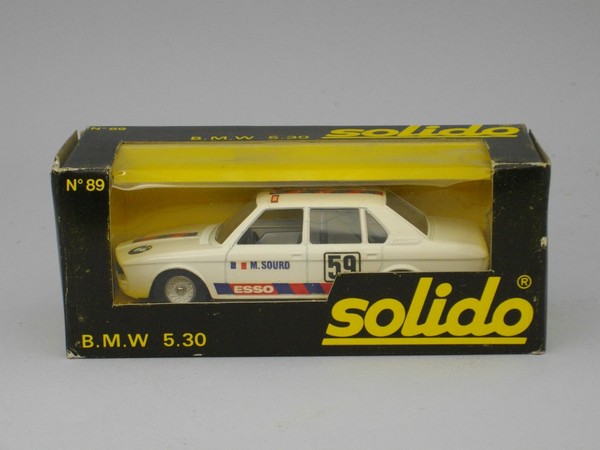 N° 89
B.M.W 5.30
solido
N° 89
M. SOURD
59
ESSO
solido®
B.M.W 5.30